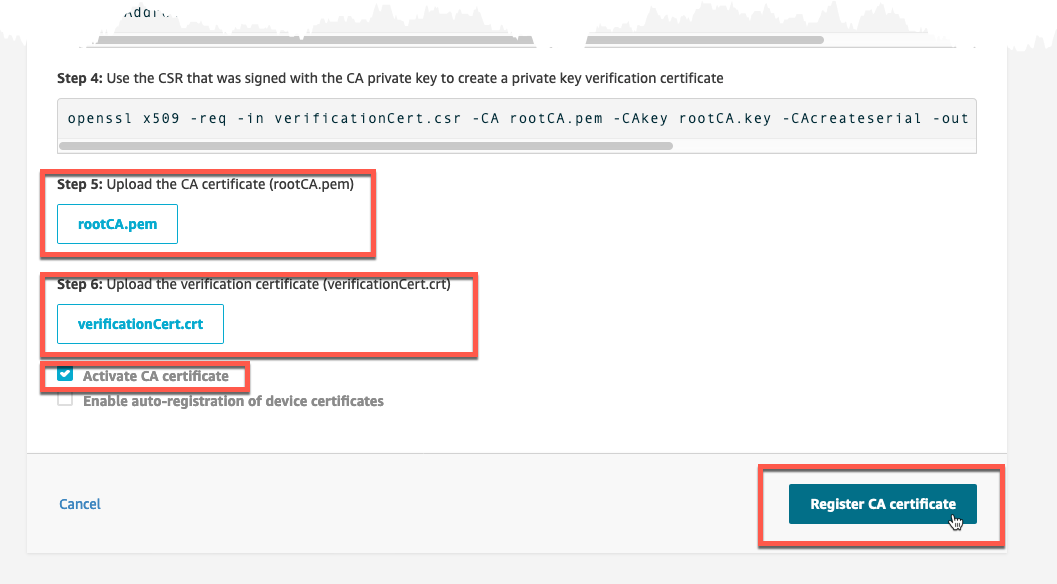 Step 4: Use the CSR that was signed with the CA private key to create a private key verification certificate
openssl x509 -req -in verificationCert.csr -CA rootCA.pem -CAkey rootCA.key -CAcreateserial -out
Step 5: Upload the CA certificate (rootCA.pem)
rootCA.pem
Step 6: Upload the verification certificate (verificationCert.crt)
verificationCert.crt
Activate CA certificate
Enable auto-registration of device certificates
Cancel
Register CA certificate